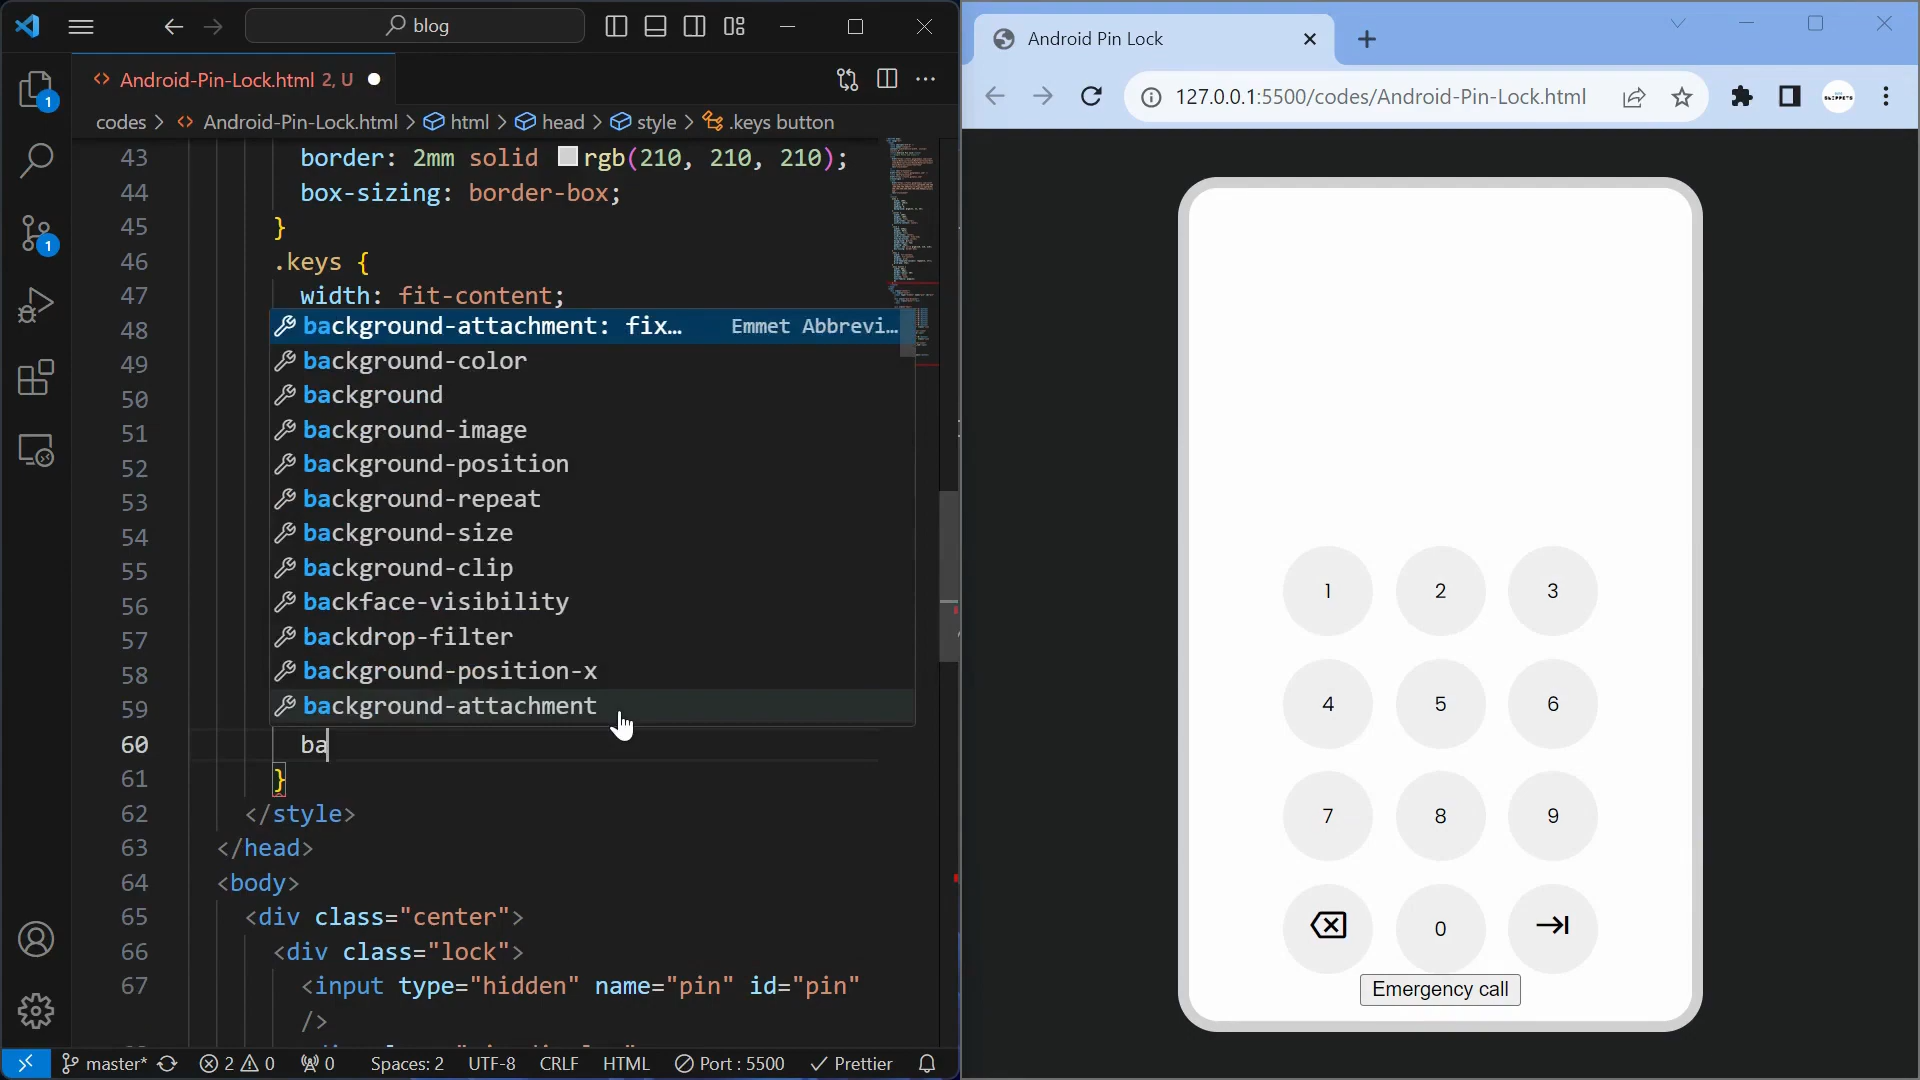 blog
Android-Pin-Lock.html 2, U
codes > Android-Pin-Lock.html > html > head > style > .keys button
43 border: 2mm solid rgb(210, 210, 210);
44 box-sizing: border-box;
45 }
46 .keys {
47 width: fit-content;
48 background-attachment: fix… Emmet Abbrevi…
49 background-color
50 background
51 background-image
52 background-position
53 background-repeat
54 background-size
55 background-clip
56 backface-visibility
57 backdrop-filter
58 background-position-x
59 background-attachment
60 ba
61 }
62 </style>
63 </head>
64 <body>
65 <div class="center">
66 <div class="lock">
67 <input type="hidden" name="pin" id="pin"
/>
1
1
master* 2 0 0 Spaces: 2 UTF-8 CRLF HTML Port : 5500 Prettier
Android Pin Lock
127.0.0.1:5500/codes/Android-Pin-Lock.html
1 2 3
4 5 6
7 8 9
0
Emergency call